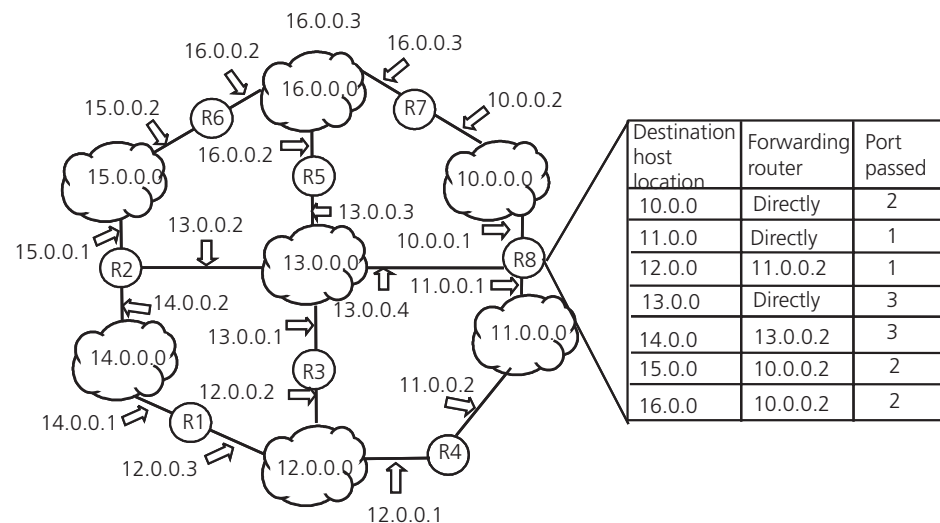 16.0.0.3
16.0.0.2
16.0.0.3
16.0.0.0
15.0.0.2
R6
R7
10.0.0.2
16.0.0.2
15.0.0.0
R5
10.0.0.0
13.0.0.2
13.0.0.3
15.0.0.1
10.0.0.1
R2
13.0.0.0
R8
11.0.0.1
14.0.0.2
13.0.0.4
13.0.0.1
11.0.0.0
14.0.0.0
R3
12.0.0.2
11.0.0.2
14.0.0.1
R1
R4
12.0.0.3
12.0.0.0
12.0.0.1
Destination host location Forwarding router Port passed
10.0.0 Directly 2
11.0.0 Directly 1
12.0.0 11.0.0.2 1
13.0.0 Directly 3
14.0.0 13.0.0.2 3
15.0.0 10.0.0.2 2
16.0.0 10.0.0.2 2